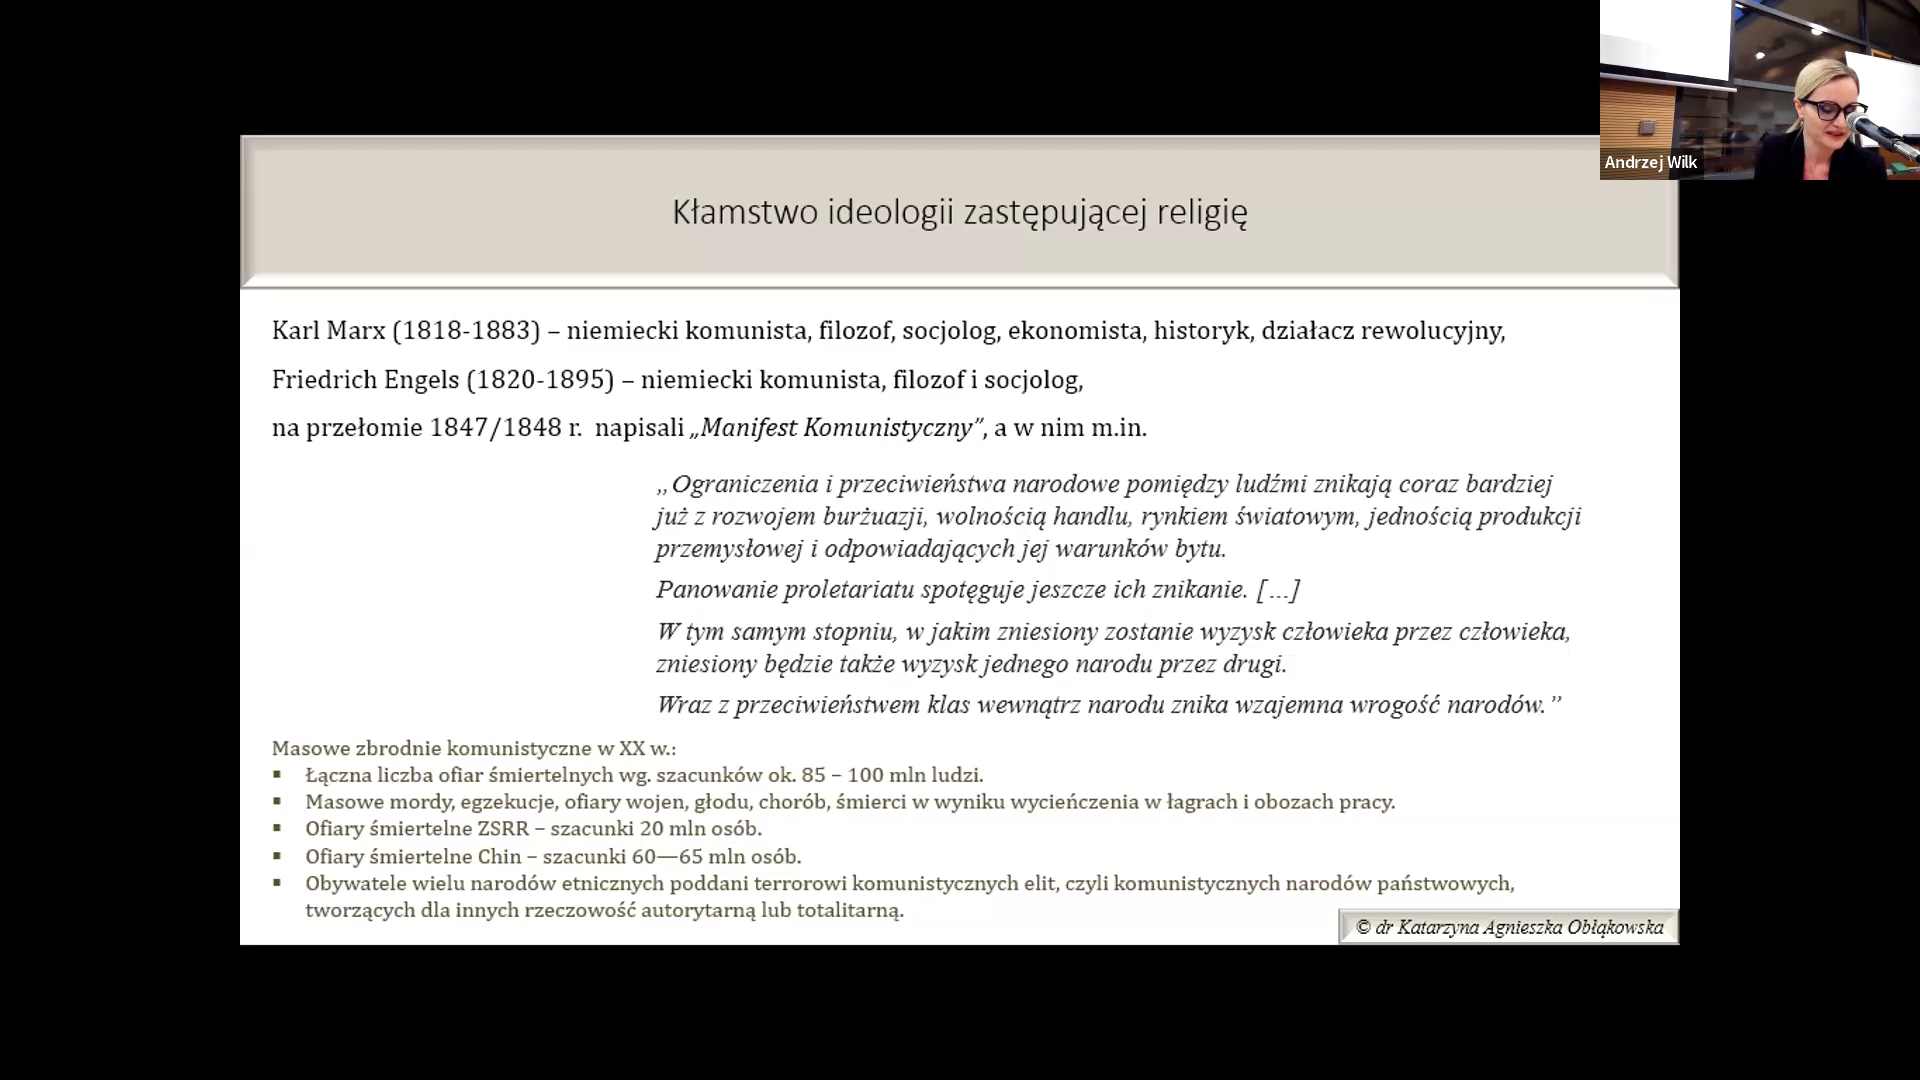 Andrzej Wilk
Kłamstwo ideologii zastępującej religię
Karl Marx (1818-1883) – niemiecki komunista, filozof, socjolog, ekonomista, historyk, działacz rewolucyjny,
Friedrich Engels (1820-1895) – niemiecki komunista, filozof i socjolog,
na przełomie 1847/1848 r. napisali „Manifest Komunistyczny”, a w nim m.in.
„Ograniczenia i przeciwieństwa narodowe pomiędzy ludźmi znikają coraz bardziej
już z rozwojem burżuazji, wolnością handlu, rynkiem światowym, jednością produkcji
przemysłowej i odpowiadających jej warunków bytu.
Panowanie proletariatu spotęguje jeszcze ich znikanie. […]
W tym samym stopniu, w jakim zniesiony zostanie wyzysk człowieka przez człowieka,
zniesiony będzie także wyzysk jednego narodu przez drugi.
Wraz z przeciwieństwem klas wewnątrz narodu znika wzajemna wrogość narodów.”
Masowe zbrodnie komunistyczne w XX w.:
▪ Łączna liczba ofiar śmiertelnych wg. szacunków ok. 85 – 100 mln ludzi.
▪ Masowe mordy, egzekucje, ofiary wojen, głodu, chorób, śmierci w wyniku wycieńczenia w łagrach i obozach pracy.
▪ Ofiary śmiertelne ZSRR – szacunki 20 mln osób.
▪ Ofiary śmiertelne Chin – szacunki 60—65 mln osób.
▪ Obywatele wielu narodów etnicznych poddani terrorowi komunistycznych elit, czyli komunistycznych narodów państwowych,
tworzących dla innych rzeczowość autorytarną lub totalitarną.
© dr Katarzyna Agnieszka Obłąkowska